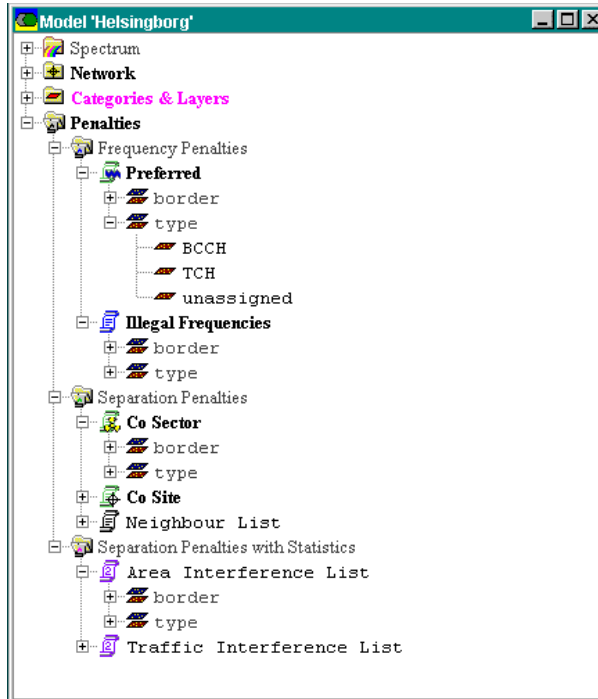 Model 'Helsingborg'
Spectrum
Network
Categories & Layers
Penalties
Frequency Penalties
Preferred
border
type
BCCH
TCH
unassigned
Illegal Frequencies
border
type
Separation Penalties
Co Sector
border
type
Co Site
Neighbour List
Separation Penalties with Statistics
Area Interference List
border
type
Traffic Interference List